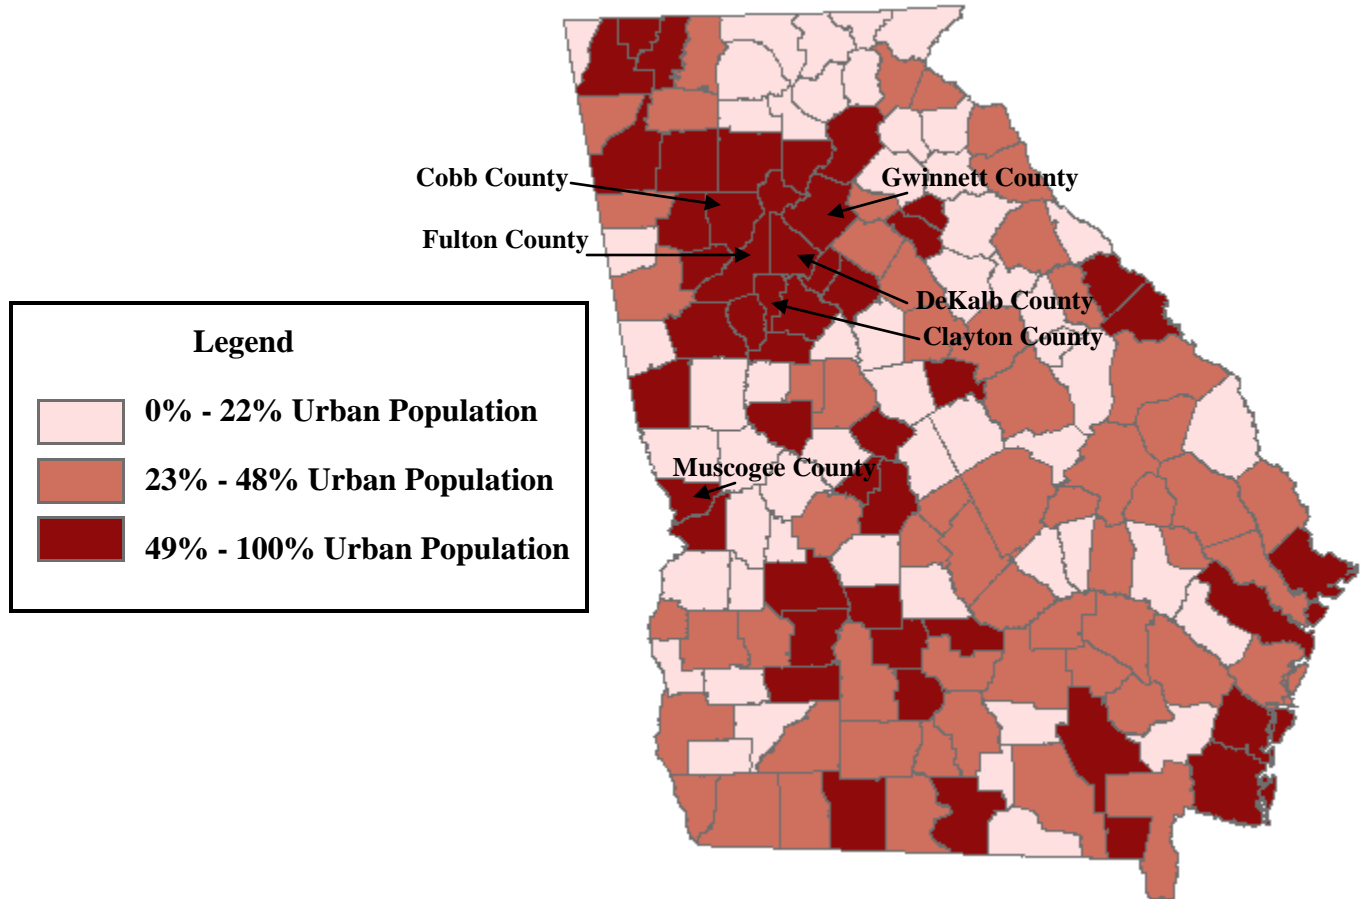 Cobb County
Gwinnett County
Fulton County
DeKalb County
Clayton County
Muscogee County
Legend
0% - 22% Urban Population
23% - 48% Urban Population
49% - 100% Urban Population